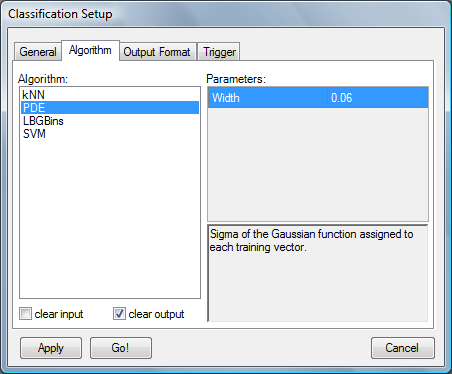 Classification Setup
General Algorithm Output Format Trigger
Algorithm:
kNN
PDE
LBGBins
SVM
Parameters:
Width 0.06
Sigma of the Gaussian function assigned to
each training vector.
clear input clear output
Apply Go! Cancel